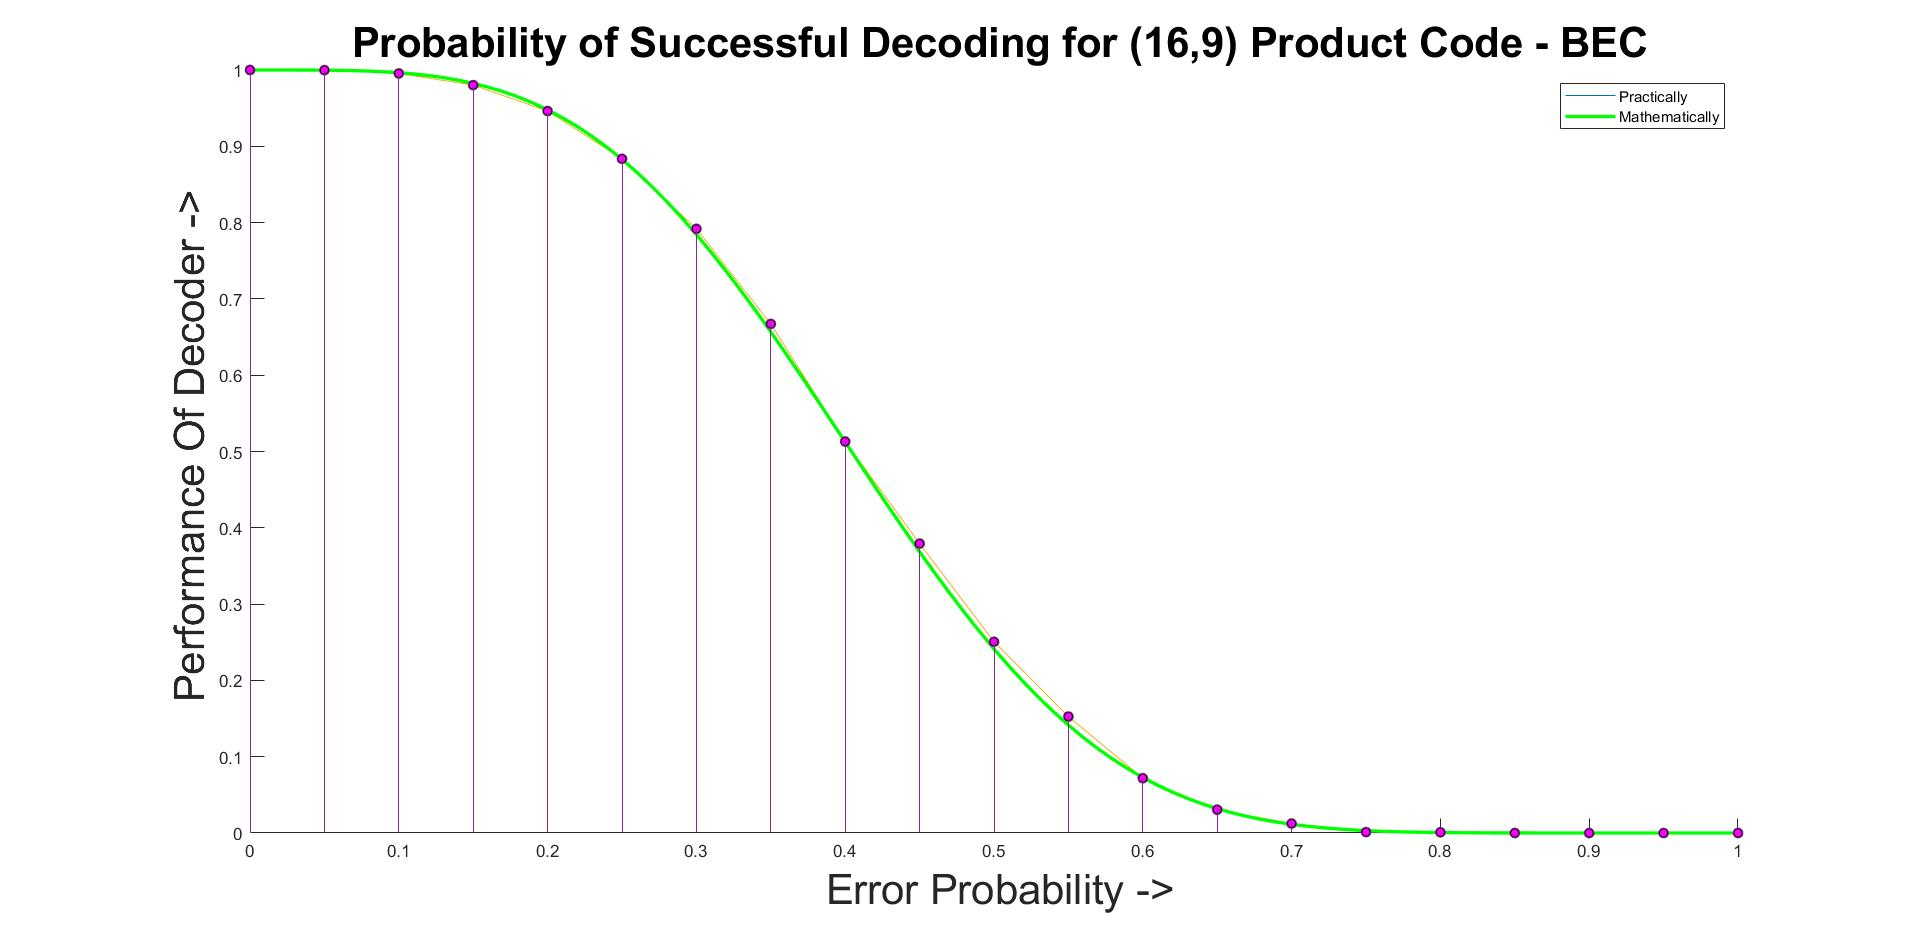 Probability of Successful Decoding for (16,9) Product Code - BEC
Practically
Mathematically
Performance Of Decoder ->
1
0.9
0.8
0.7
0.6
0.5
0.4
0.3
0.2
0.1
0
0 0.1 0.2 0.3 0.4 0.5 0.6 0.7 0.8 0.9 1
Error Probability ->